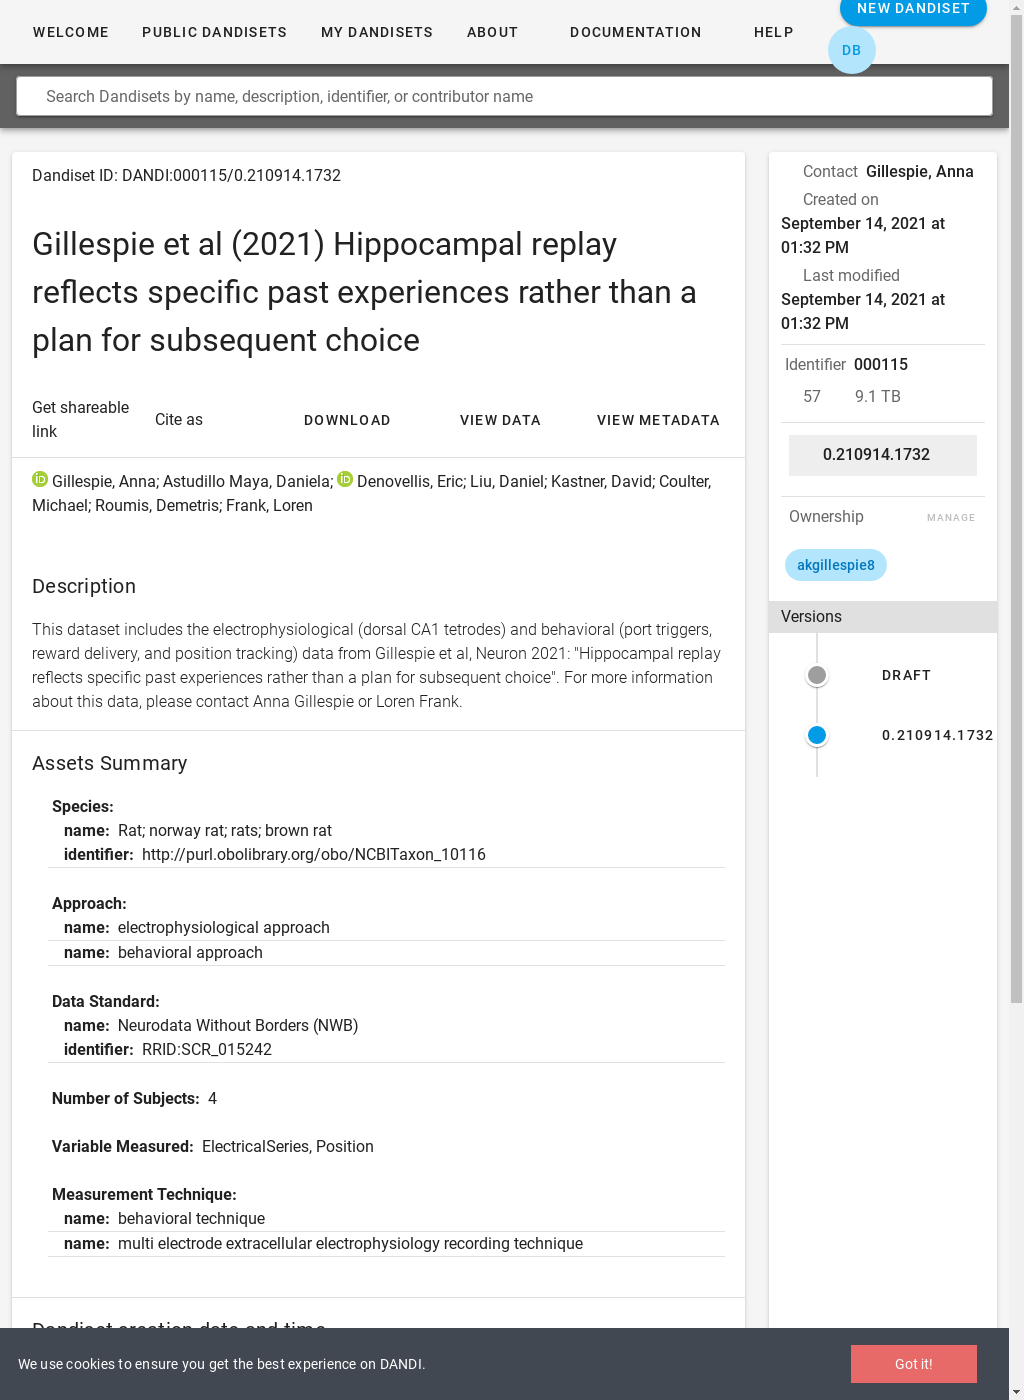 WELCOME PUBLIC DANDISETS MY DANDISETS ABOUT DOCUMENTATION HELP NEW DANDISET
DB
Search Dandisets by name, description, identifier, or contributor name
Dandiset ID: DANDI:000115/0.210914.1732
Gillespie et al (2021) Hippocampal replay
reflects specific past experiences rather than a
plan for subsequent choice
Get shareable
link
Cite as
DOWNLOAD
VIEW DATA
VIEW METADATA
iD Gillespie, Anna; Astudillo Maya, Daniela; iD Denovellis, Eric; Liu, Daniel; Kastner, David; Coulter,
Michael; Roumis, Demetris; Frank, Loren
Description
This dataset includes the electrophysiological (dorsal CA1 tetrodes) and behavioral (port triggers,
reward delivery, and position tracking) data from Gillespie et al, Neuron 2021: "Hippocampal replay
reflects specific past experiences rather than a plan for subsequent choice". For more information
about this data, please contact Anna Gillespie or Loren Frank.
Assets Summary
Species:
name: Rat; norway rat; rats; brown rat
identifier: http://purl.obolibrary.org/obo/NCBITaxon_10116
Approach:
name: electrophysiological approach
name: behavioral approach
Data Standard:
name: Neurodata Without Borders (NWB)
identifier: RRID:SCR_015242
Number of Subjects: 4
Variable Measured: ElectricalSeries, Position
Measurement Technique:
name: behavioral technique
name: multi electrode extracellular electrophysiology recording technique
Dandiset creation date and time
Contact Gillespie, Anna
Created on
September 14, 2021 at
01:32 PM
Last modified
September 14, 2021 at
01:32 PM
Identifier 000115
57 9.1 TB
0.210914.1732
Ownership MANAGE
akgillespie8
Versions
DRAFT
0.210914.1732
We use cookies to ensure you get the best experience on DANDI.
Got it!